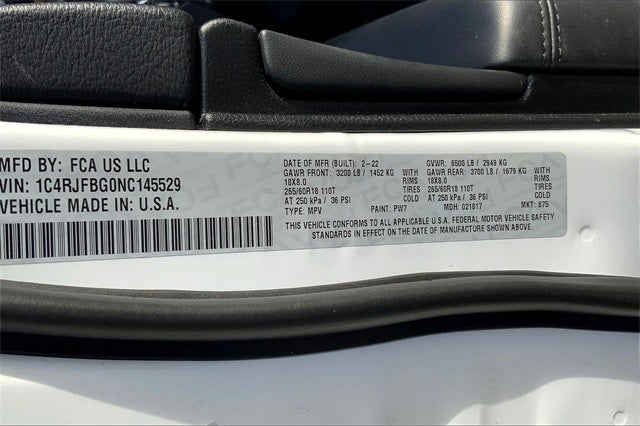 MFD BY: FCA US LLC
VIN: 1C4RJFBG0NC145529
VEHICLE MADE IN: U.S.A.
DATE OF MFR (BUILT): 2-22 GVWR: 6500 LB / 2949 KG
GAWR FRONT: 3200 LB / 1452 KG WITH GAWR REAR: 3700 LB / 1679 KG WITH
18X8.0 RIMS 18X8.0 RIMS
265/60R18 110T TIRES 265/60R18 110T TIRES
AT 250 kPa / 36 PSI COLD AT 250 kPa / 36 PSI COLD
TYPE: MPV PAINT: PW7 MDH: 021817 MKT: 875
THIS VEHICLE CONFORMS TO ALL APPLICABLE U.S.A. FEDERAL MOTOR VEHICLE SAFETY
STANDARDS IN EFFECT ON THE DATE OF MANUFACTURE SHOWN ABOVE.